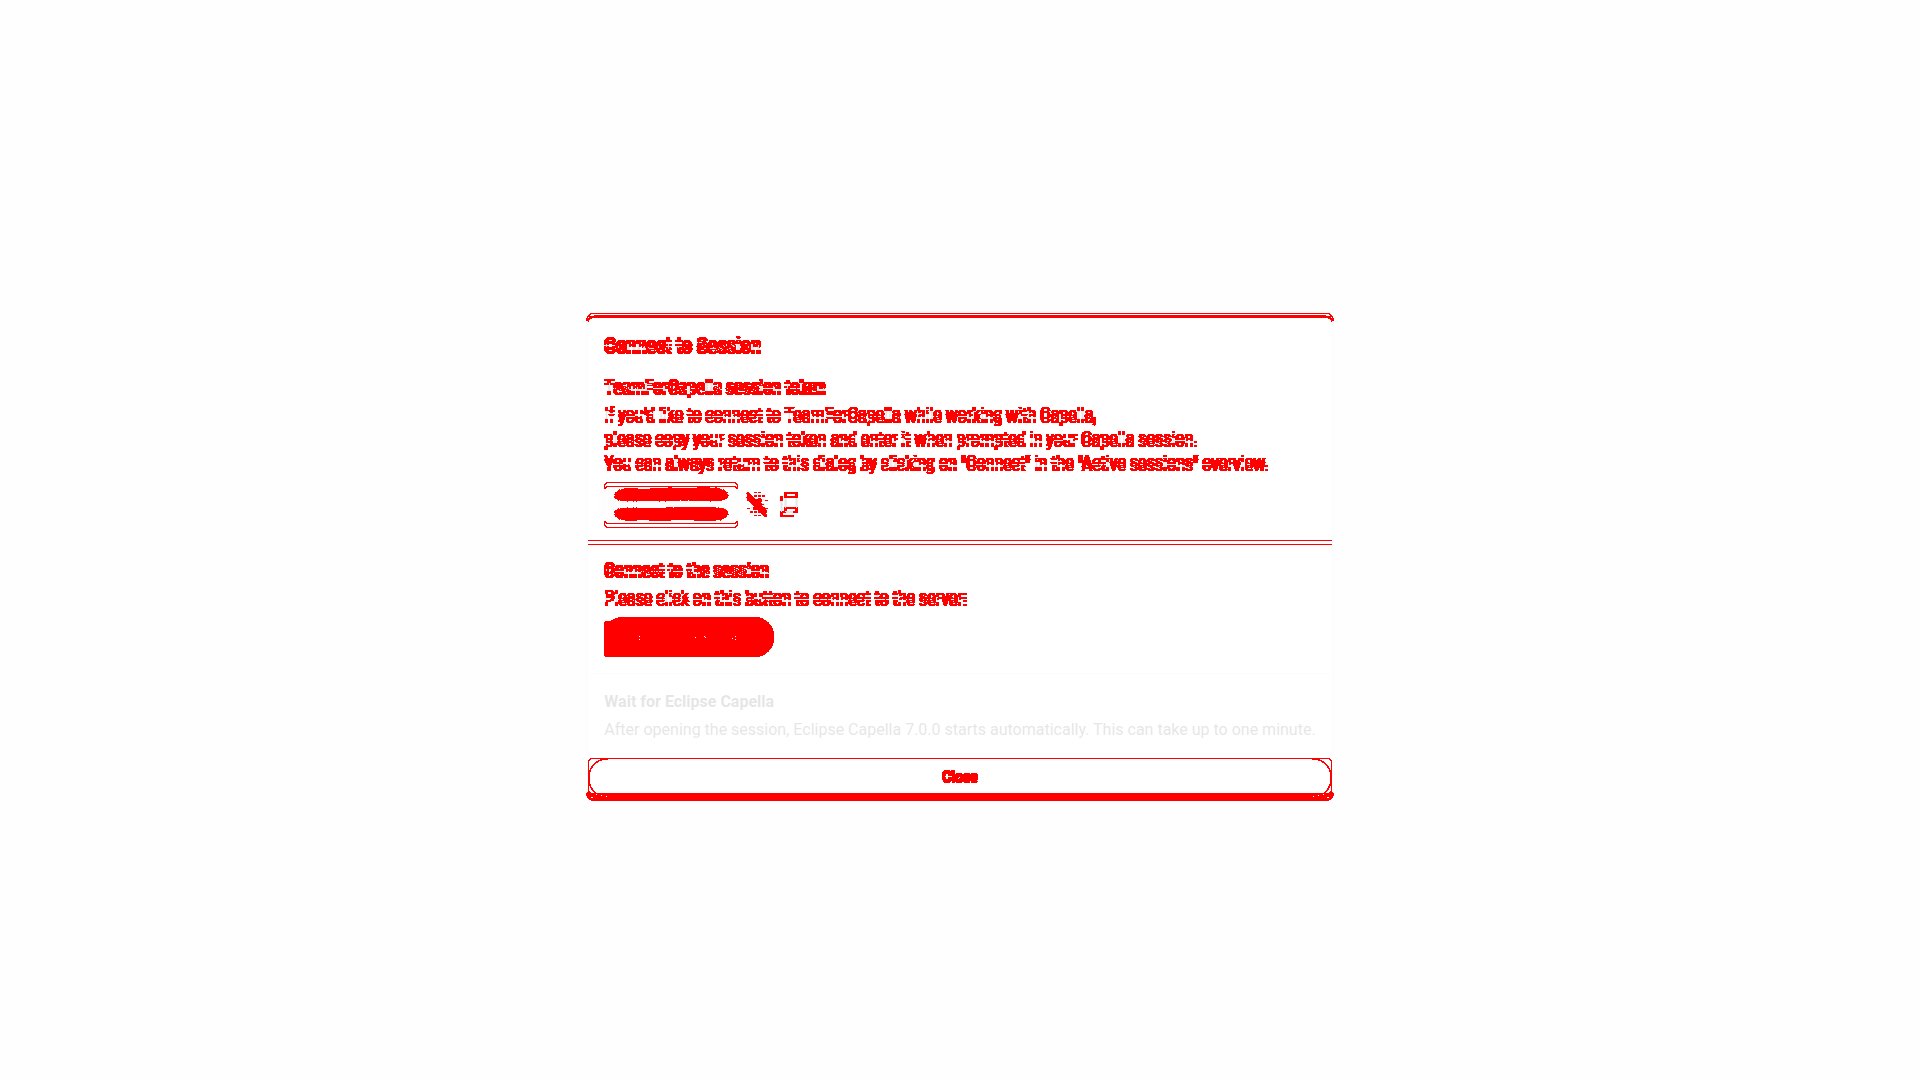 Connect to Session
TeamForCapella session token
If you'd like to connect to TeamForCapella while working with Capella,
please copy your session token and enter it when prompted in your Capella session.
You can always return to this dialog by clicking on "Connect" in the "Active sessions" overview.
Connect to the session
Please click on this button to connect to the server:
Wait for Eclipse Capella
After opening the session, Eclipse Capella 7.0.0 starts automatically. This can take up to one minute.
Close